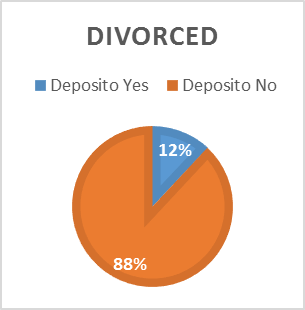 DIVORCED
Deposito Yes Deposito No
12%
88%